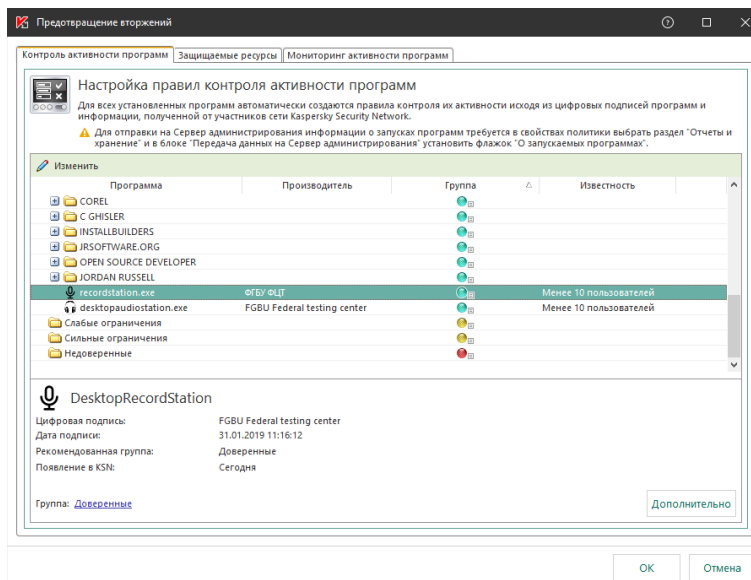 Предотвращение вторжений
Контроль активности программ Защищаемые ресурсы Мониторинг активности программ
Настройка правил контроля активности программ
Для всех установленных программ автоматически создаются правила контроля их активности исходя из цифровых подписей программ и
информации, полученной от участников сети Kaspersky Security Network.
Для отправки на Сервер администрирования информации о запусках программ требуется в свойствах политики выбрать раздел "Отчеты и
хранение" и в блоке "Передача данных на Сервер администрирования" установить флажок "О запускаемых программах".
Изменить
Программа Производитель Группа Известность
COREL
C GHISLER
INSTALLBUILDERS
JRSOFTWARE.ORG
OPEN SOURCE DEVELOPER
JORDAN RUSSELL
recordstation.exe ФГБУ ФЦТ Менее 10 пользователей
desktopaudiostation.exe FGBU Federal testing center Менее 10 пользователей
Слабые ограничения
Сильные ограничения
Недоверенные
DesktopRecordStation
Цифровая подпись: FGBU Federal testing center
Дата подписи: 31.01.2019 11:16:12
Рекомендованная группа: Доверенные
Появление в KSN: Сегодня
Группа: Доверенные
Дополнительно
ОК Отмена